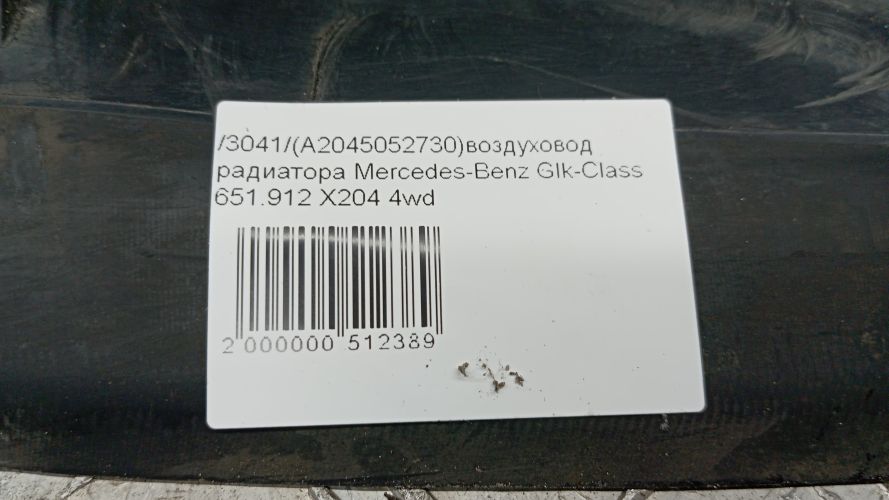 /3041/(A2045052730)воздуховод
радиатора Mercedes-Benz Glk-Class
651.912 X204 4wd
2 000000 512389